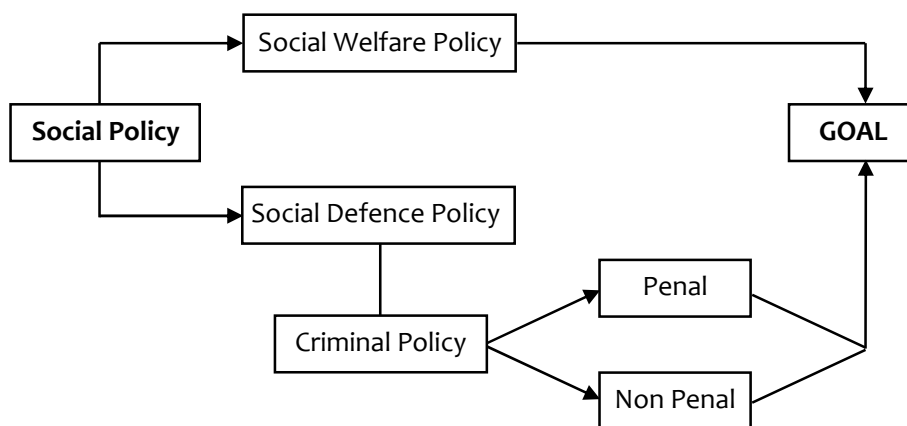 Social Welfare Policy
Social Policy
GOAL
Social Defence Policy
Penal
Criminal Policy
Non Penal